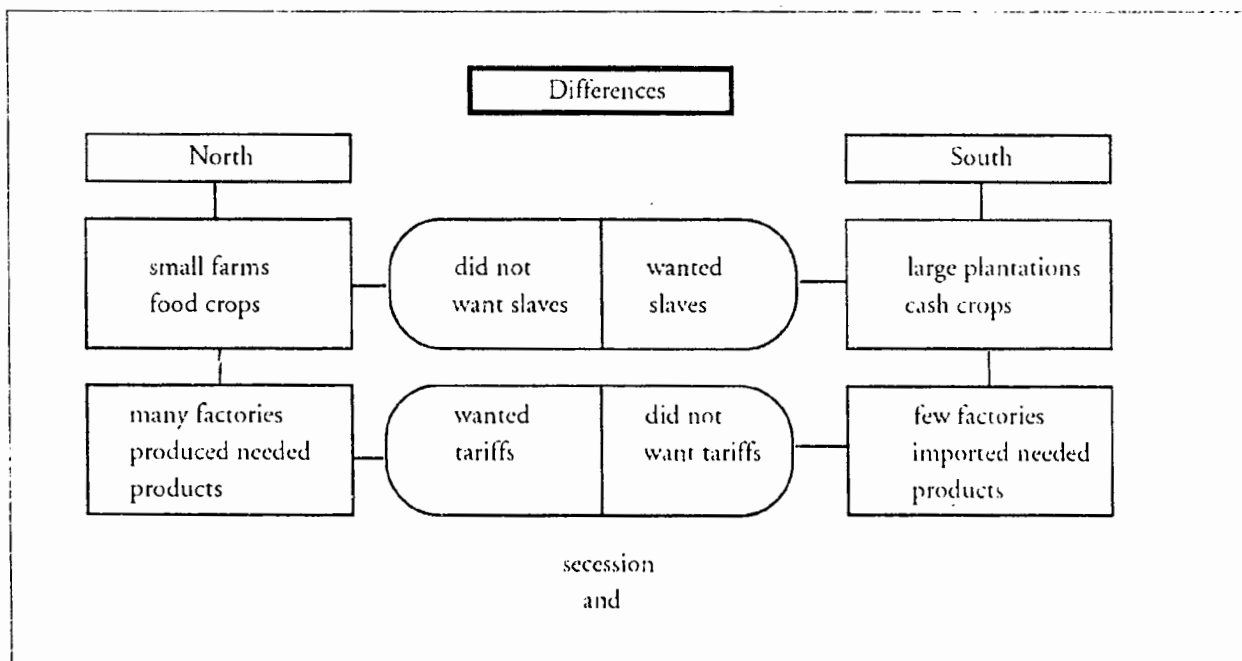 Differences
North
South
small farms
food crops
did not
want slaves
wanted
slaves
large plantations
cash crops
many factories
produced needed
products
wanted
tariffs
did not
want tariffs
few factories
imported needed
products
secession
and